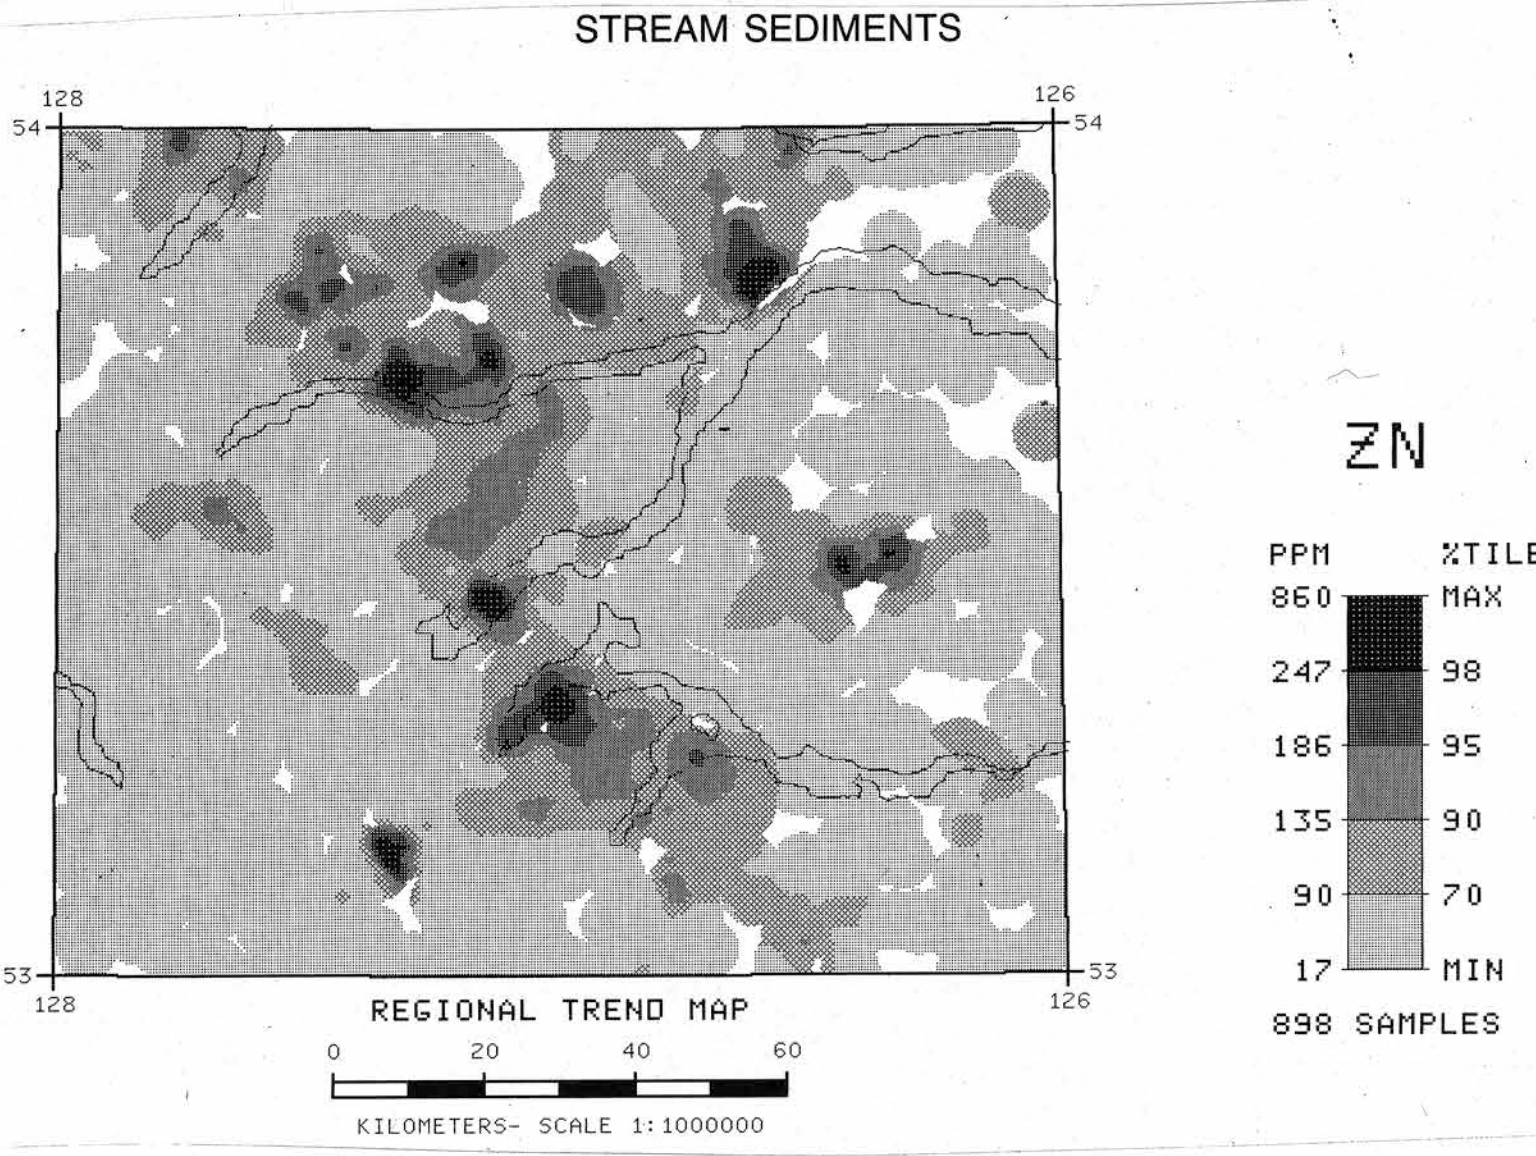 STREAM SEDIMENTS
128
126
54
54
ZN
PPM %TILE
860 MAX
247 98
186 95
135 90
90 70
17 MIN
898 SAMPLES
53
53
128
126
REGIONAL TREND MAP
0 20 40 60
KILOMETERS- SCALE 1:1000000